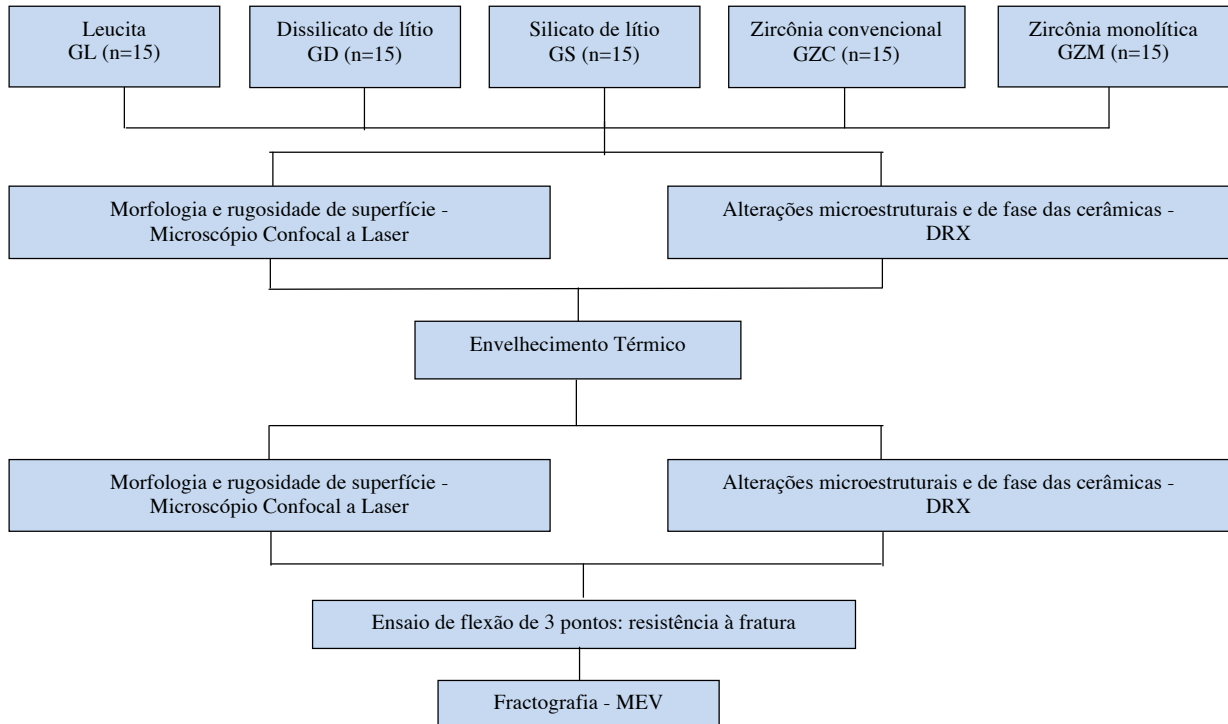 Leucita
GL (n=15)
Dissilicato de lítio
GD (n=15)
Silicato de lítio
GS (n=15)
Zircônia convencional
GZC (n=15)
Zircônia monolítica
GZM (n=15)
Morfologia e rugosidade de superfície -
Microscópio Confocal a Laser
Alterações microestruturais e de fase das cerâmicas -
DRX
Envelhecimento Térmico
Morfologia e rugosidade de superfície -
Microscópio Confocal a Laser
Alterações microestruturais e de fase das cerâmicas -
DRX
Ensaio de flexão de 3 pontos: resistência à fratura
Fractografia - MEV